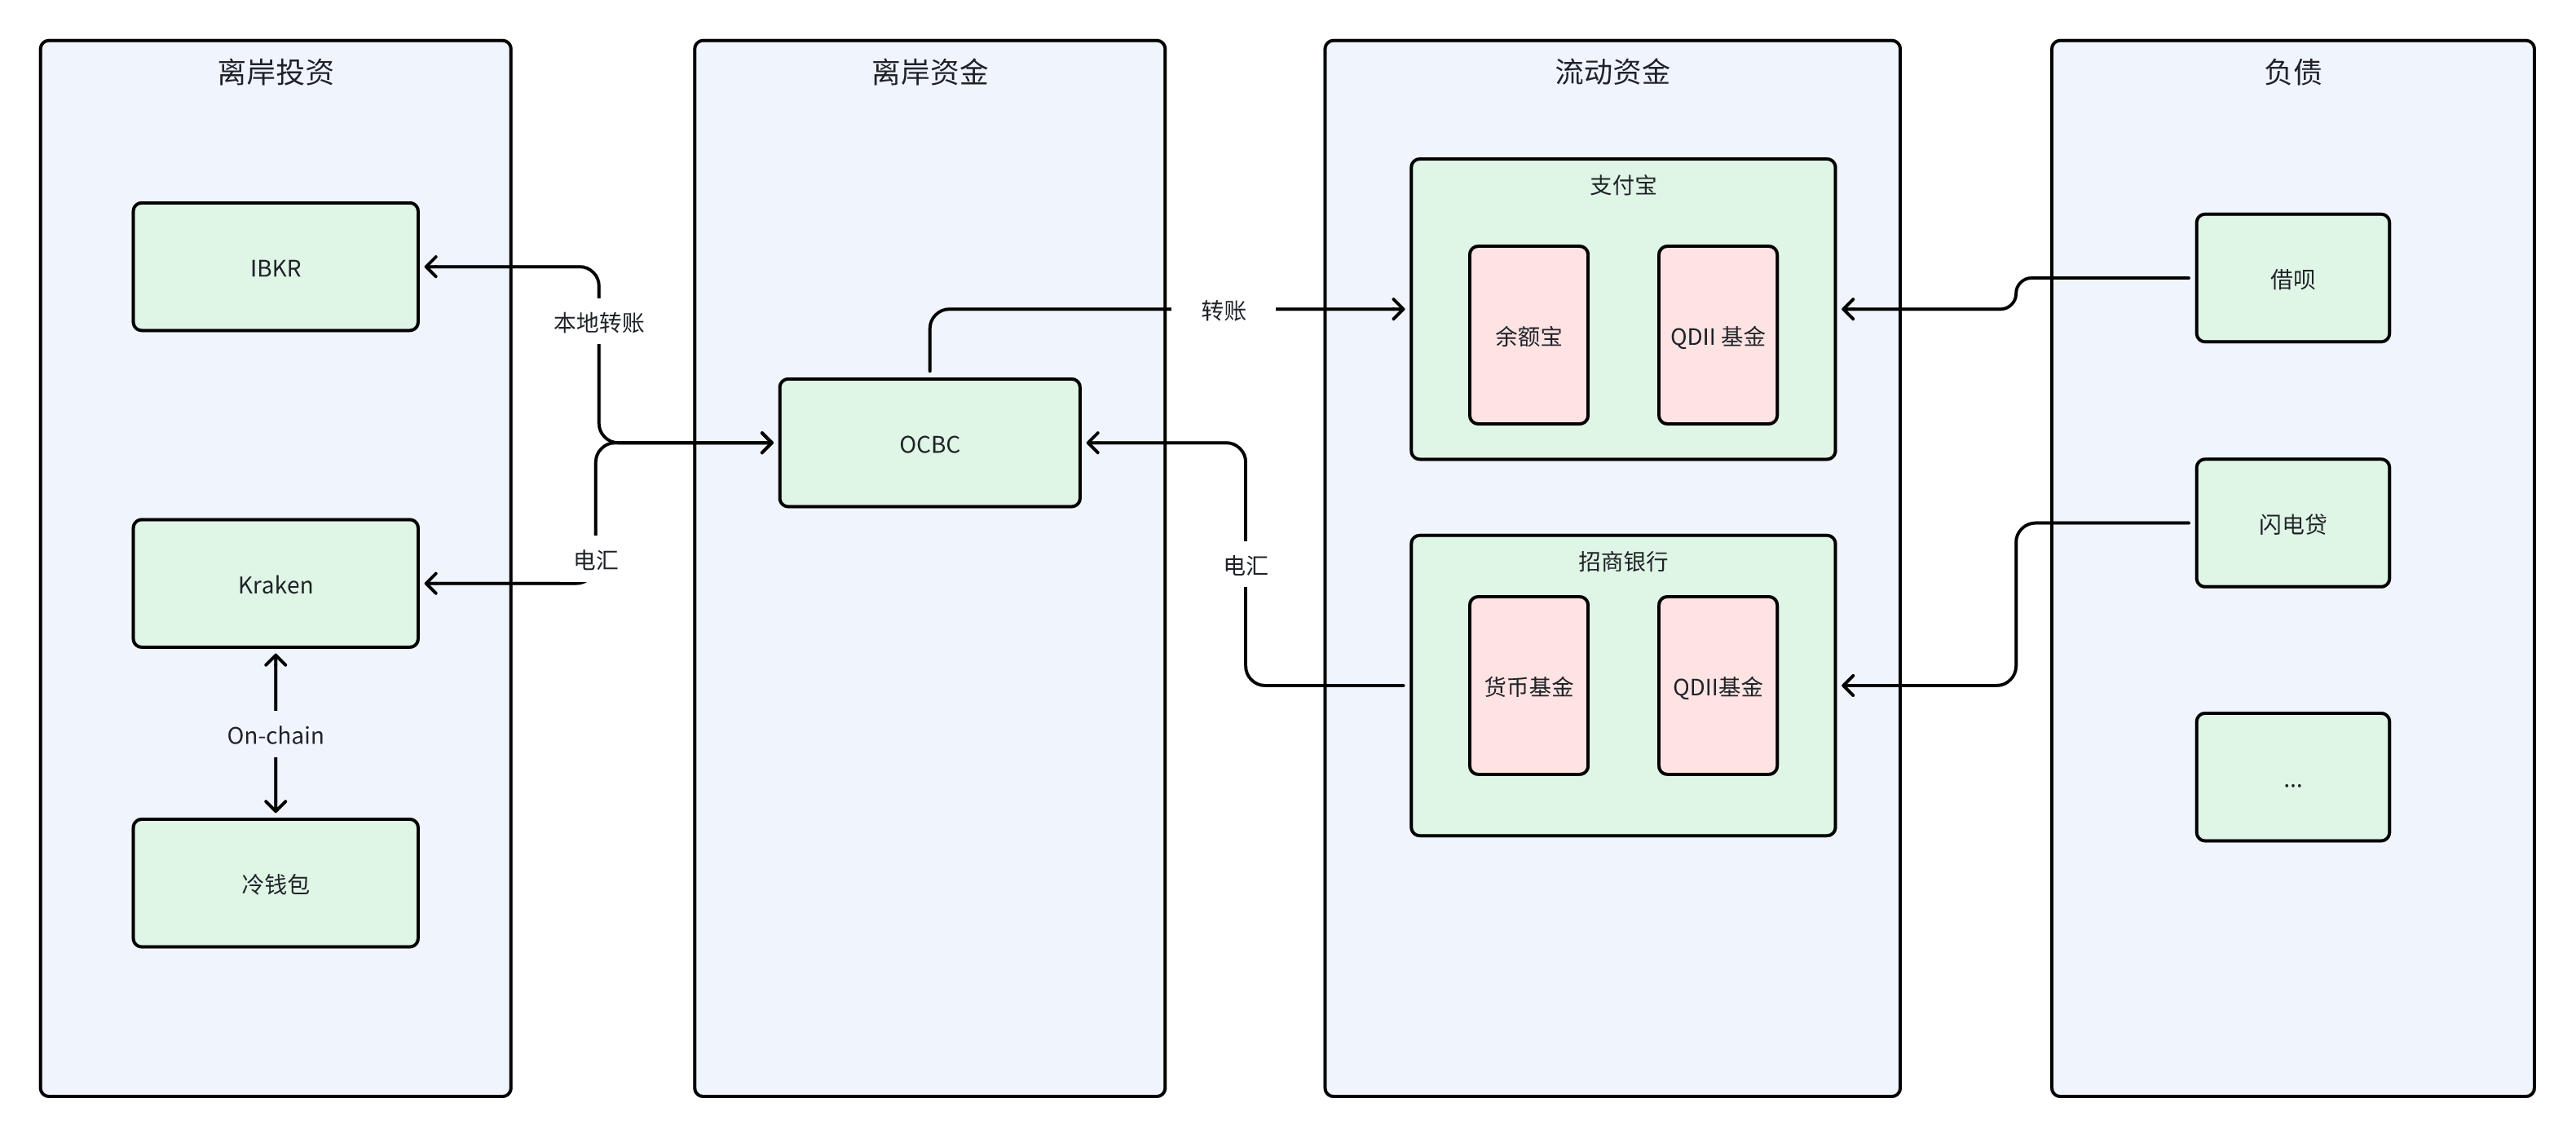 离岸投资
IBKR
Kraken
On-chain
冷钱包
本地转账
电汇
离岸资金
OCBC
转账
电汇
流动资金
支付宝
余额宝
QDII 基金
招商银行
货币基金
QDII基金
负债
借呗
闪电贷
...